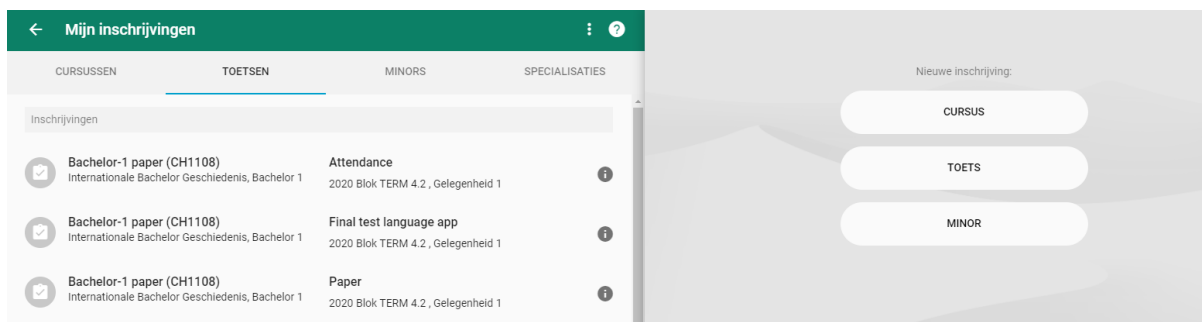 Mijn inschrijvingen
CURSUSSEN
TOETSEN
MINORS
SPECIALISATIES
Inschrijvingen
Bachelor-1 paper (CH1108)
Internationale Bachelor Geschiedenis, Bachelor 1
Attendance
2020 Blok TERM 4.2 , Gelegenheid 1
Bachelor-1 paper (CH1108)
Internationale Bachelor Geschiedenis, Bachelor 1
Final test language app
2020 Blok TERM 4.2 , Gelegenheid 1
Bachelor-1 paper (CH1108)
Internationale Bachelor Geschiedenis, Bachelor 1
Paper
2020 Blok TERM 4.2 , Gelegenheid 1
Nieuwe inschrijving:
CURSUS
TOETS
MINOR